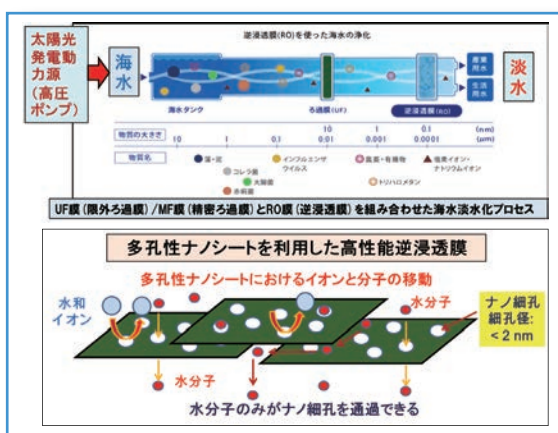 太陽光
発電動
力源
(高圧
ポンプ)
海水
逆浸透膜(RO)を使った海水の浄化
産業
用水
生活
用水
淡水
海水タンク
ろ過膜(UF)
逆浸透膜(RO)
物質の大きさ
10 1 0.1 (nm)
10 1 0.1 0.01 0.001 0.0001 (μm)
物質名
藻・泥
コレラ菌
大腸菌
赤痢菌
インフルエンザ
ウイルス
農薬・有機物
トリハロメタン
塩素イオン・
ナトリウムイオン
UF膜(限外ろ過膜)/MF膜(精密ろ過膜)とRO膜(逆浸透膜)を組み合わせた海水淡水化プロセス
多孔性ナノシートを利用した高性能逆浸透膜
多孔性ナノシートにおけるイオンと分子の移動
水和
イオン
水分子
ナノ細孔
細孔径:
< 2 nm
水分子
水分子のみがナノ細孔を通過できる